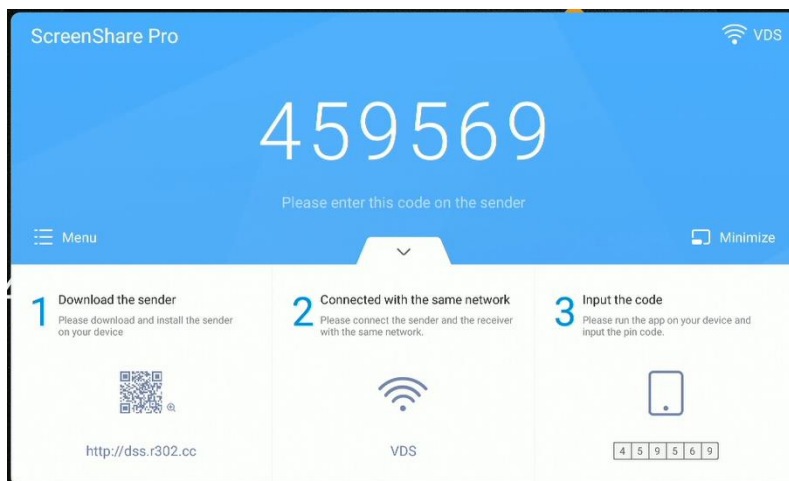 ScreenShare Pro
VDS
459569
Please enter this code on the sender
Menu
Minimize
1 Download the sender
Please download and install the sender
on your device
http://dss.r302.cc
2 Connected with the same network
Please connect the sender and the receiver
with the same network.
VDS
3 Input the code
Please run the app on your device and
input the pin code.
4 5 9 5 6 9